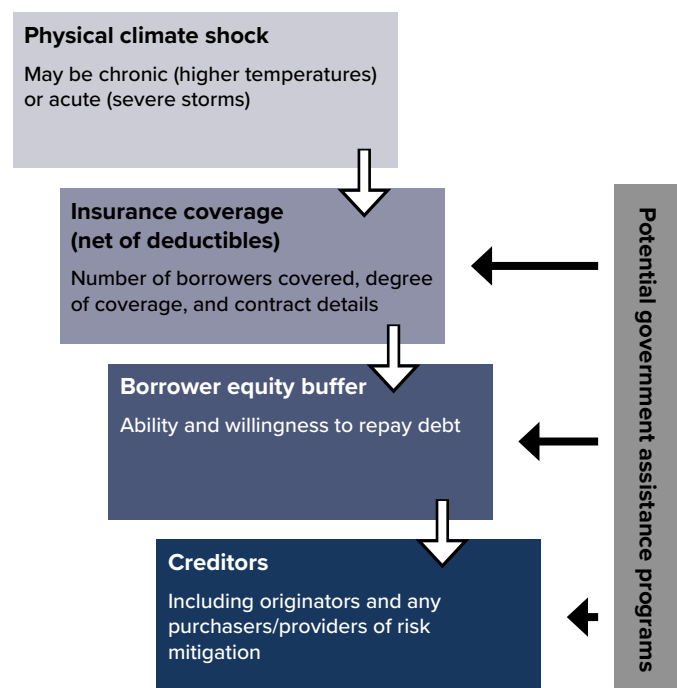 Physical climate shock
May be chronic (higher temperatures)
or acute (severe storms)
Insurance coverage
(net of deductibles)
Number of borrowers covered, degree
of coverage, and contract details
Borrower equity buffer
Ability and willingness to repay debt
Creditors
Including originators and any
purchasers/providers of risk
mitigation
Potential government assistance programs